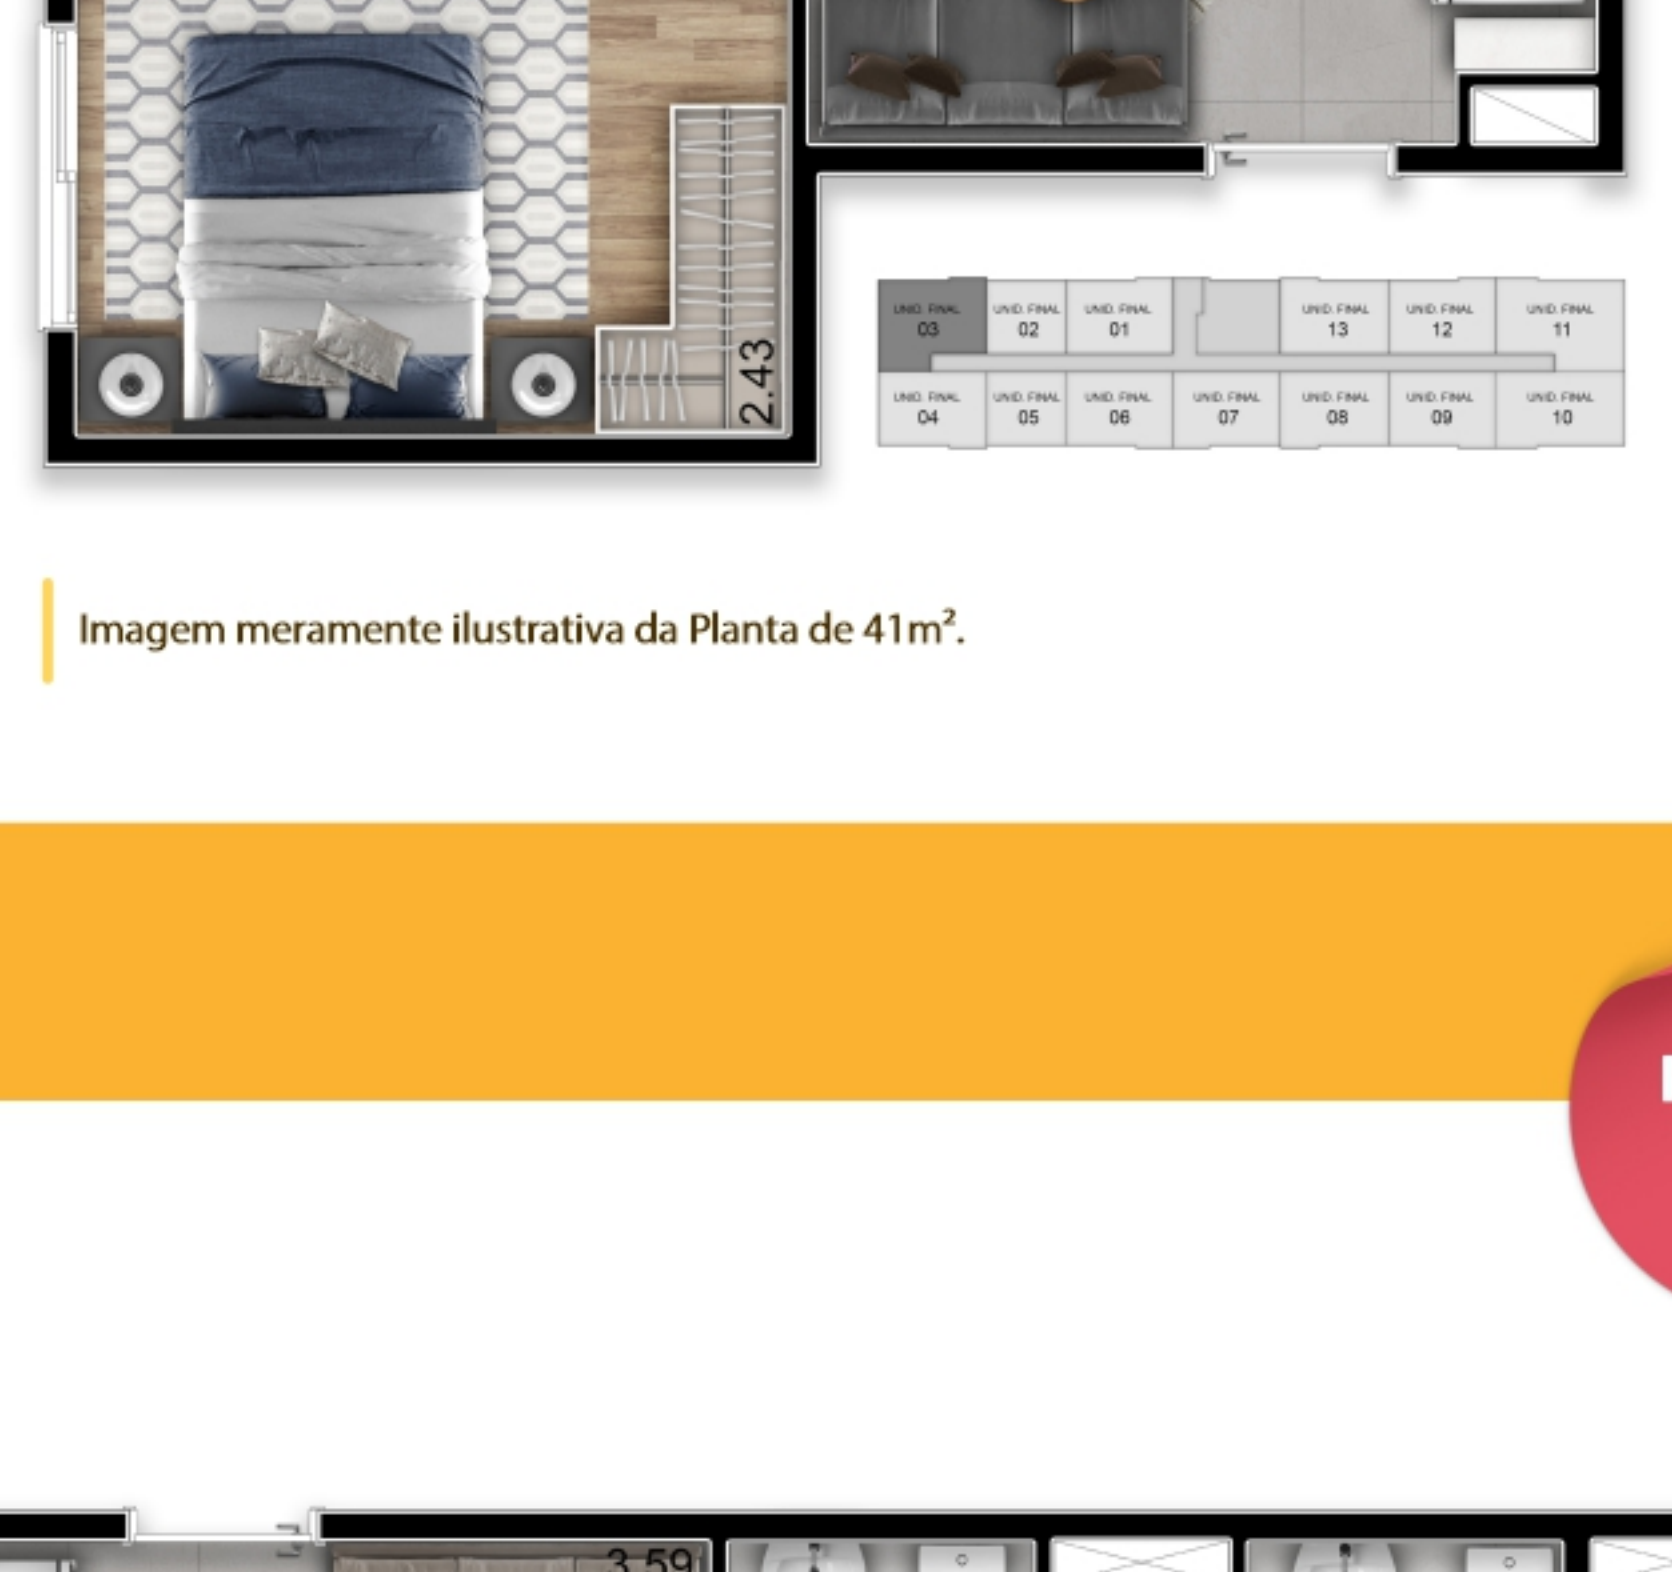 2.43
UNID. FINAL UNID. FINAL UNID. FINAL UNID. FINAL UNID. FINAL UNID. FINAL
03 02 01 13 12 11
UNID. FINAL UNID. FINAL UNID. FINAL UNID. FINAL UNID. FINAL UNID. FINAL UNID. FINAL
04 05 06 07 08 09 10
Imagem meramente ilustrativa da Planta de 41m².
3.59